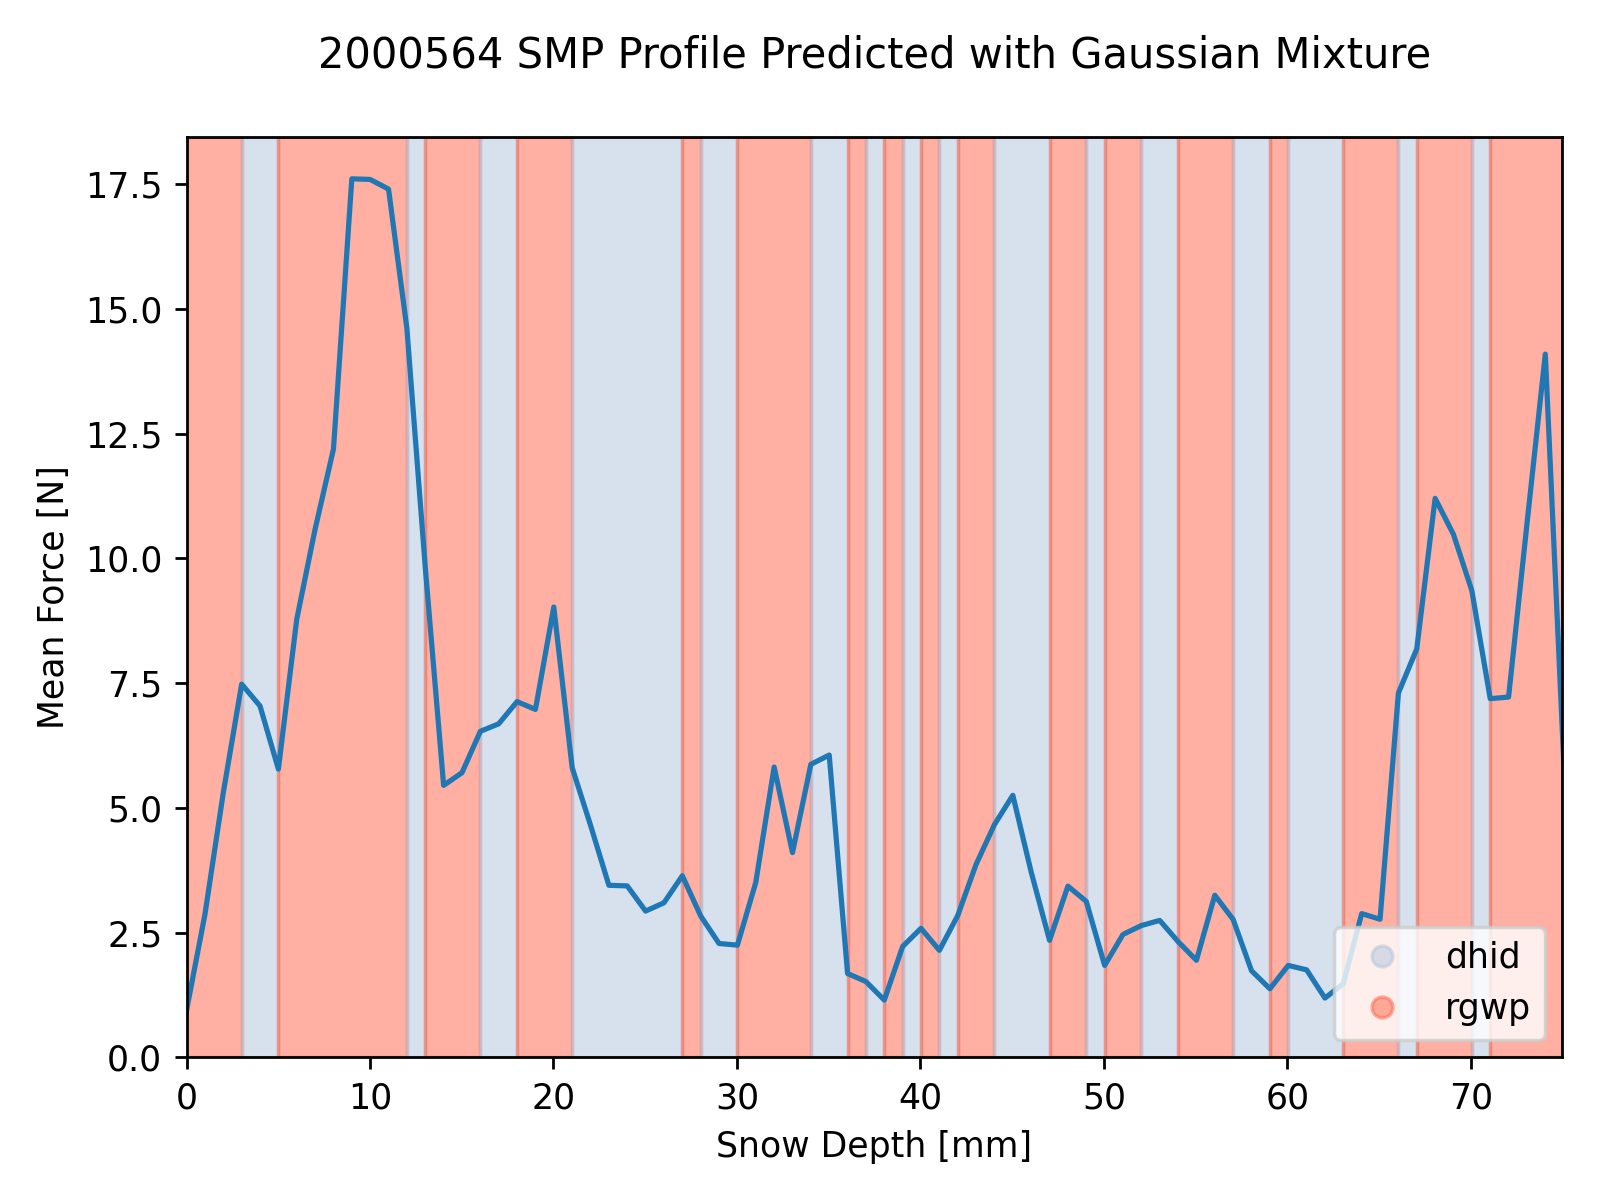 2000564 SMP Profile Predicted with Gaussian Mixture
17.5
15.0
12.5
10.0
7.5
5.0
2.5
0.0
Mean Force [N]
dhid
rgwp
0 10 20 30 40 50 60 70
Snow Depth [mm]